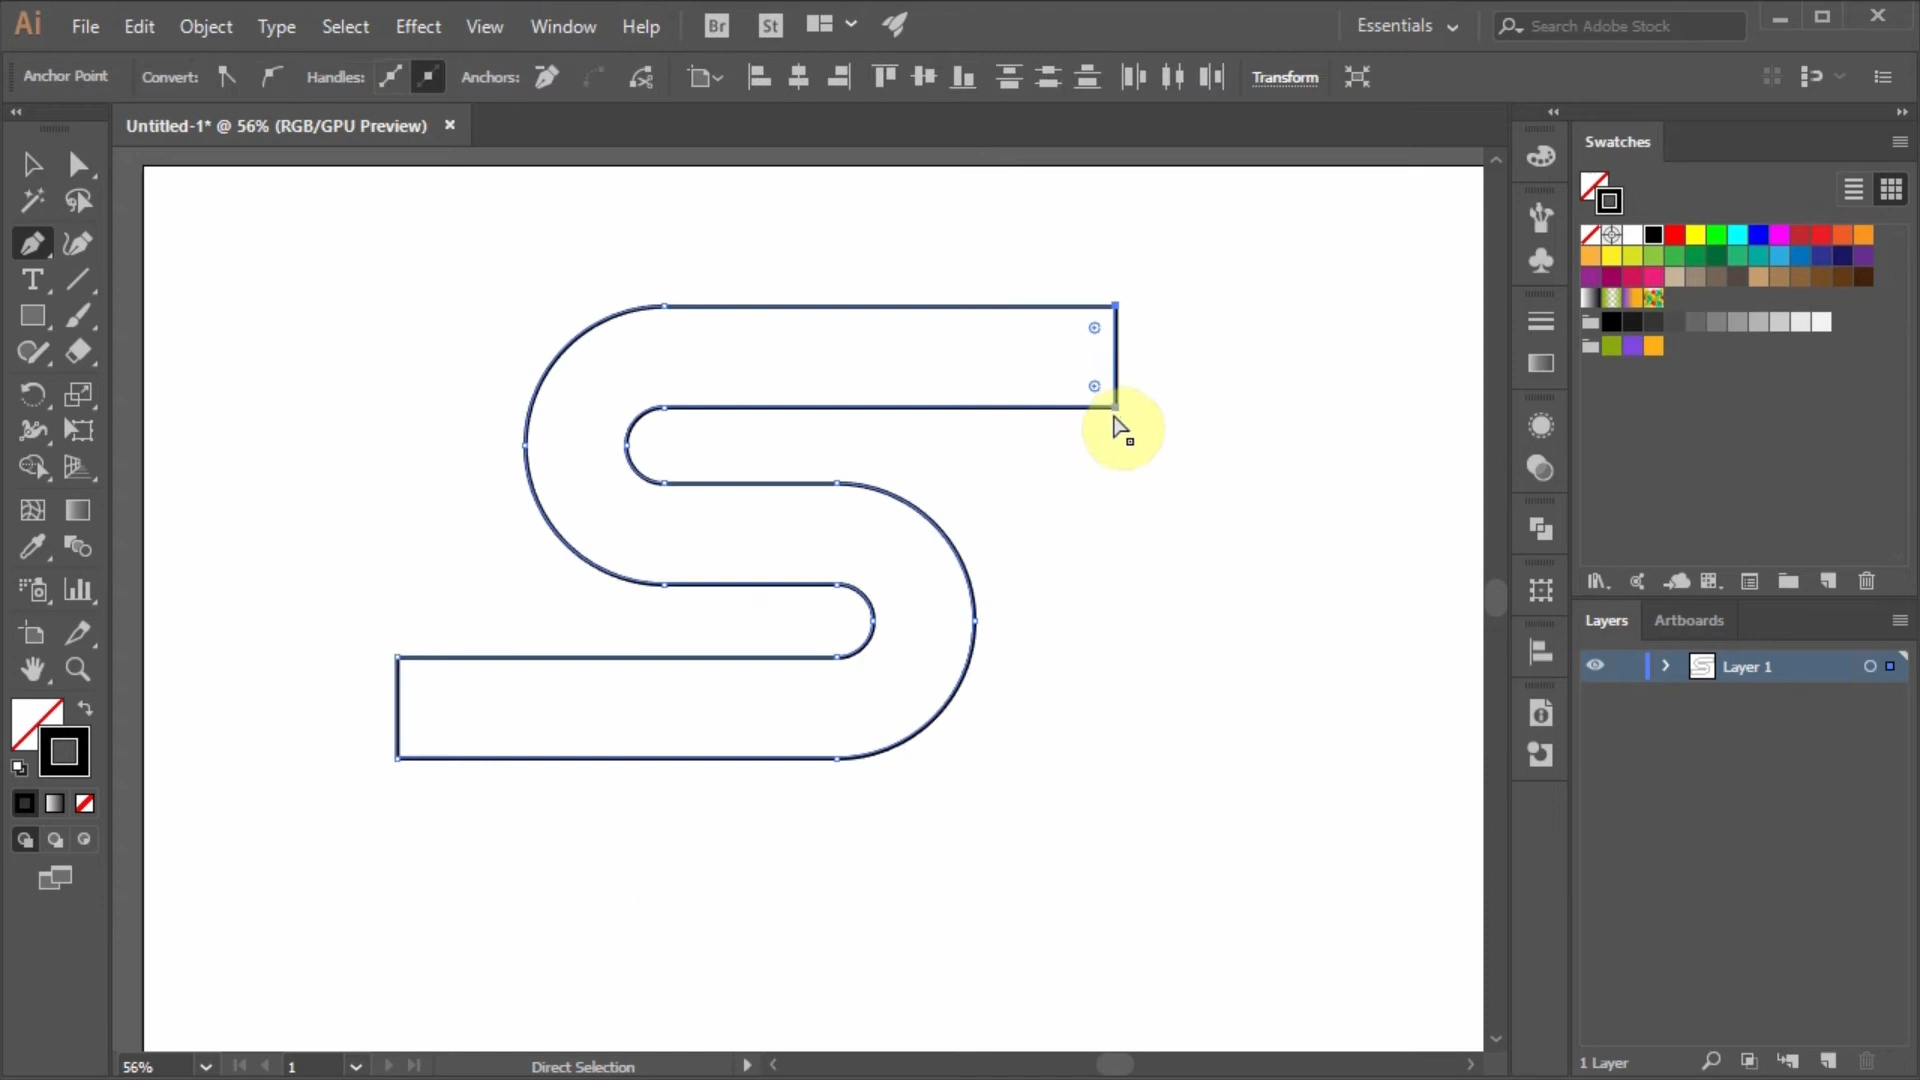 Ai File Edit Object Type Select Effect View Window Help Br St Essentials Search Adobe Stock
Anchor Point Convert: Handles: Anchors: Transform
Untitled-1* @ 56% (RGB/GPU Preview)
Swatches
Layers Artboards
Layer 1
56% 1 Direct Selection
1 Layer